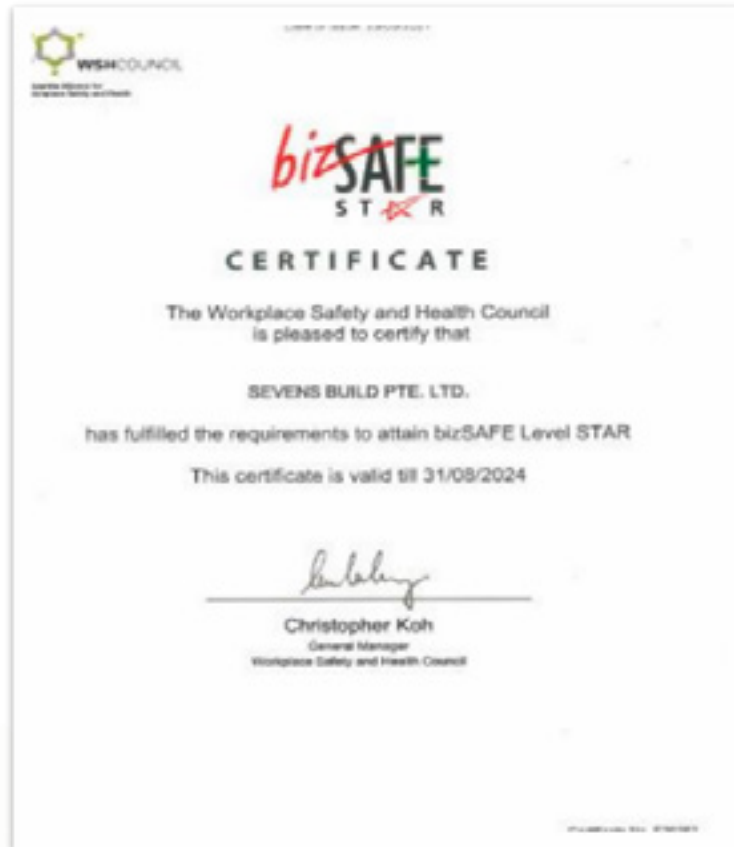 WSHCOUNCIL
bizSAFE
STAR
CERTIFICATE
The Workplace Safety and Health Council
is pleased to certify that
SEVENS BUILD PTE. LTD.
has fulfilled the requirements to attain bizSAFE Level STAR
This certificate is valid till 31/08/2024
Christopher Koh
General Manager
Workplace Safety and Health Council